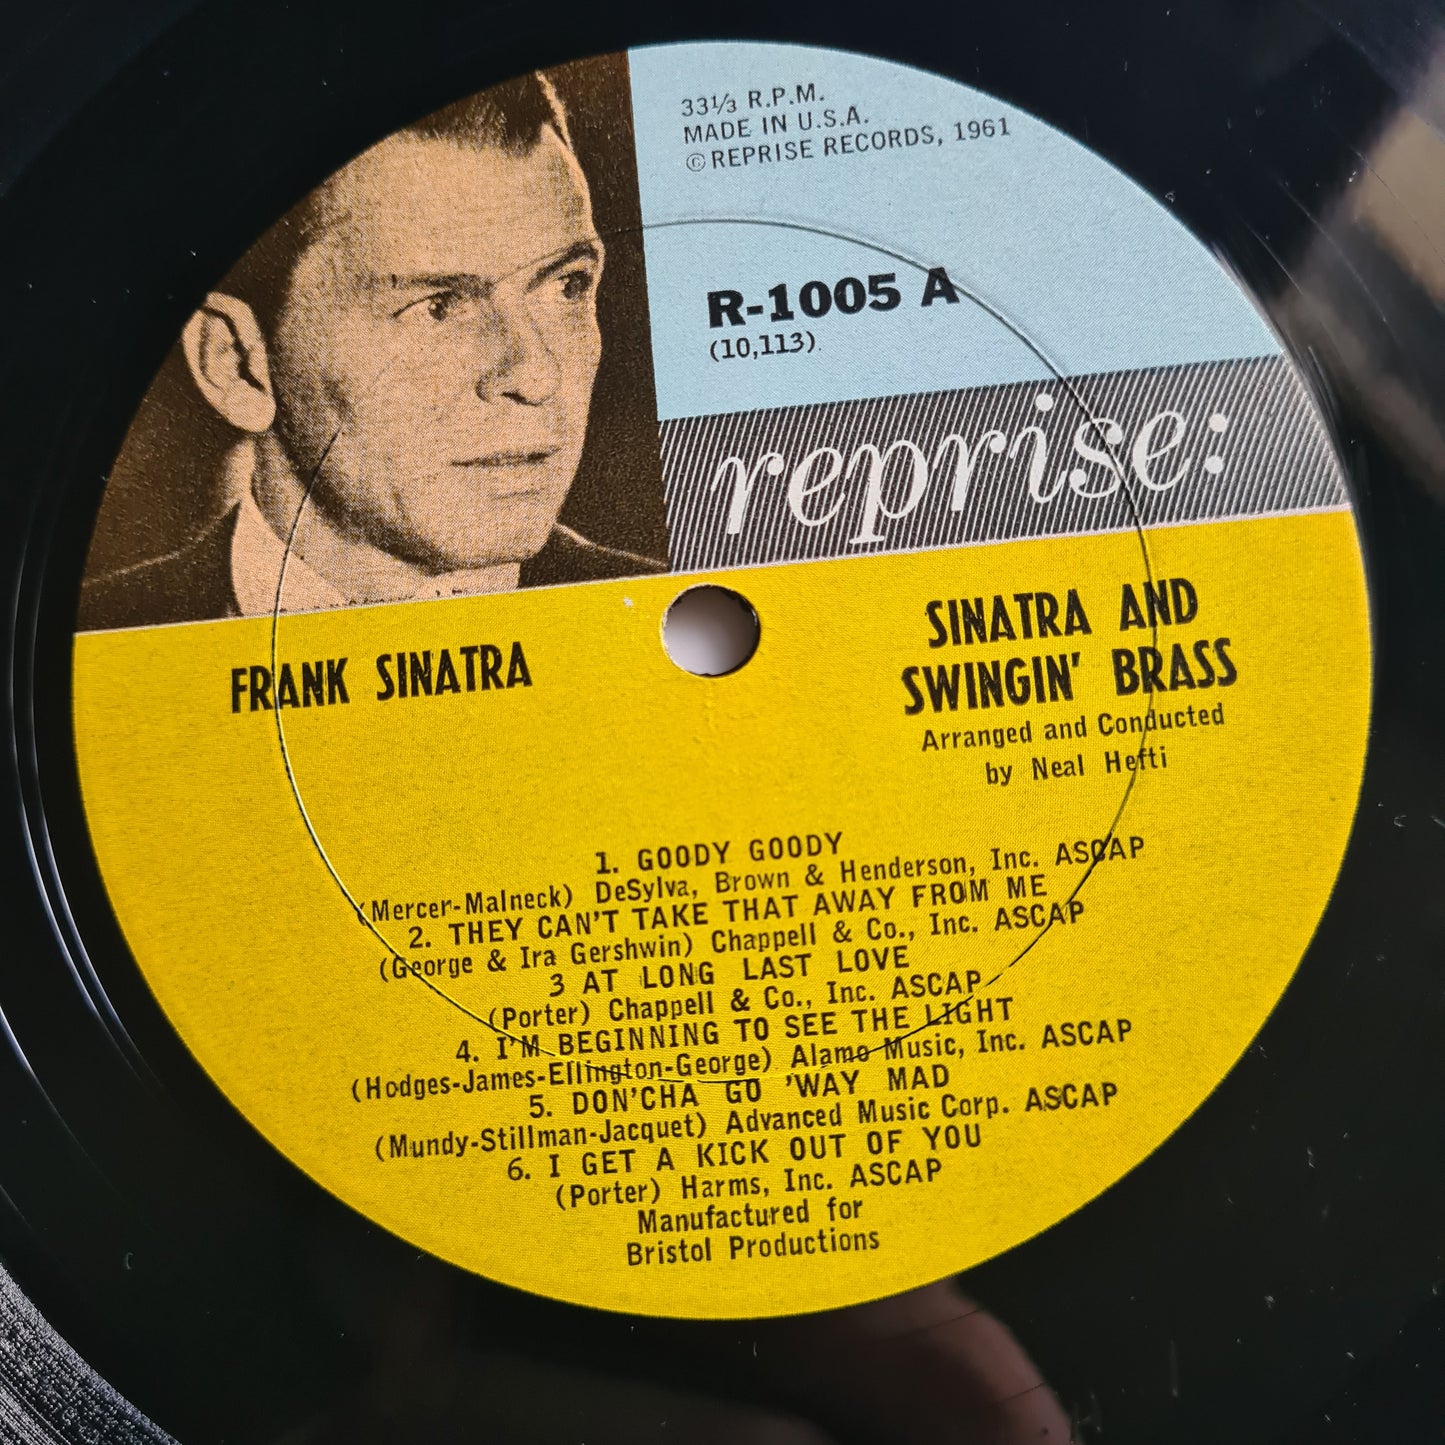 33⅓ R.P.M.
MADE IN U.S.A.
©REPRISE RECORDS, 1961
R-1005 A
(10,113)
reprise:
FRANK SINATRA
SINATRA AND
SWINGIN' BRASS
Arranged and Conducted
by Neal Hefti
1. GOODY GOODY
(Mercer-Malneck) DeSylva, Brown & Henderson, Inc. ASCAP
2. THEY CAN'T TAKE THAT AWAY FROM ME
(George & Ira Gershwin) Chappell & Co., Inc. ASCAP
3 AT LONG LAST LOVE
(Porter) Chappell & Co., Inc. ASCAP
4. I'M BEGINNING TO SEE THE LIGHT
(Hodges-James-Ellington-George) Alamo Music, Inc. ASCAP
5. DON'CHA GO 'WAY MAD
(Mundy-Stillman-Jacquet) Advanced Music Corp. ASCAP
6. I GET A KICK OUT OF YOU
(Porter) Harms, Inc. ASCAP
Manufactured for
Bristol Productions